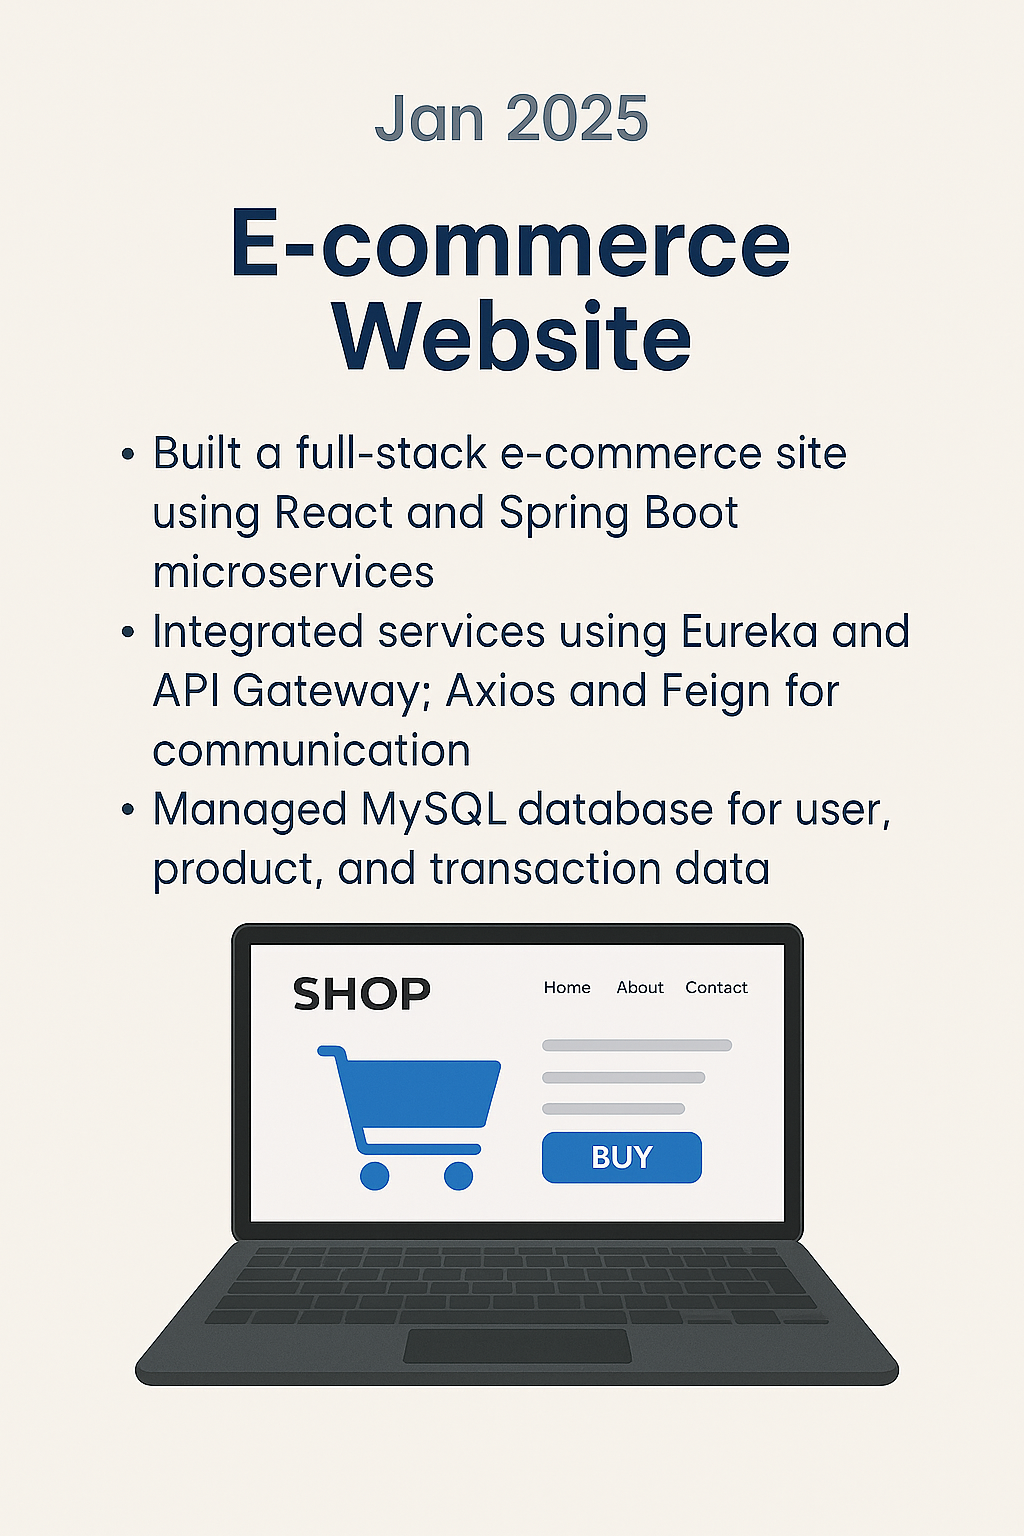 Jan 2025
E-commerce
Website
• Built a full-stack e-commerce site
using React and Spring Boot
microservices
• Integrated services using Eureka and
API Gateway; Axios and Feign for
communication
• Managed MySQL database for user,
product, and transaction data
SHOP
Home About Contact
BUY